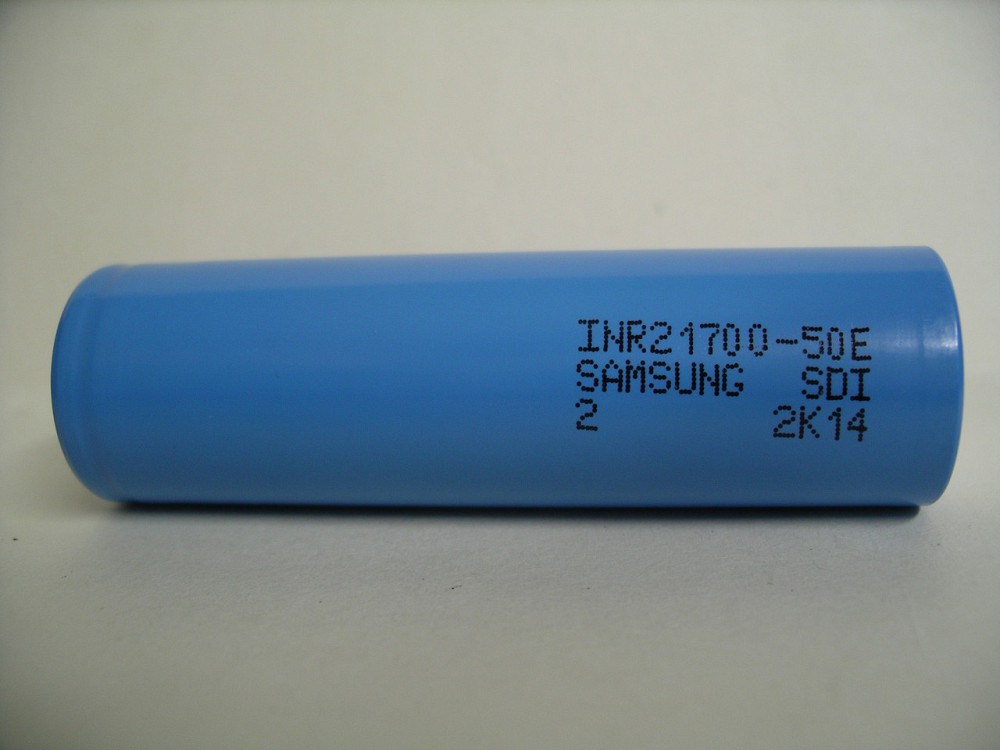 INR21700-50E
SAMSUNG SDI
2 2K14